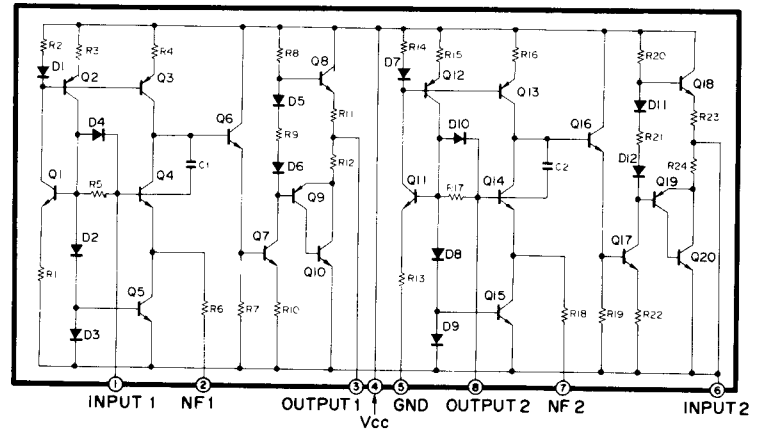 R2 R3 R4 R8 Q8 R14 R15 R16 R20
D1 Q2 Q3 D7 Q12 Q13 Q18
D4 Q6 D5 R11 D10 Q16 D11 R23
R9 R21
C1 R12 C2 D12 R24
Q1 R5 Q4 D6 Q9 Q11 R17 Q14 Q19
D2 Q7 Q10 D8 Q17 Q20
R1 Q5 R13 Q15
D3 R6 R7 R10 D9 R18 R19 R22
1 2 3 4 5 8 7 6
INPUT 1 NF1 OUTPUT 1 GND OUTPUT 2 NF 2 INPUT 2
Vcc